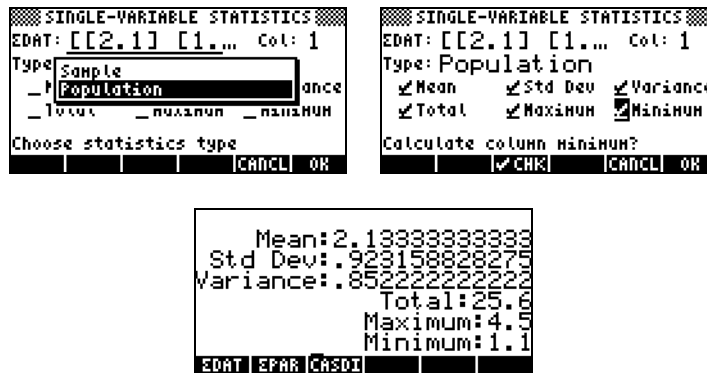 SINGLE-VARIABLE STATISTICS
ΣDAT: [[2.1] [1.… Col: 1
Type
Sample
Population
ance
Choose statistics type
CANCL OK
SINGLE-VARIABLE STATISTICS
ΣDAT: [[2.1] [1.… Col: 1
Type: Population
✓Mean ✓Std Dev ✓Variance
✓Total ✓Maximum ✓Minimum
Calculate column minimum?
✓CHK CANCL OK
Mean:2.13333333333
Std Dev:.923158828275
Variance:.852222222222
Total:25.6
Maximum:4.5
Minimum:1.1
ΣDAT ΣPAR CASDI